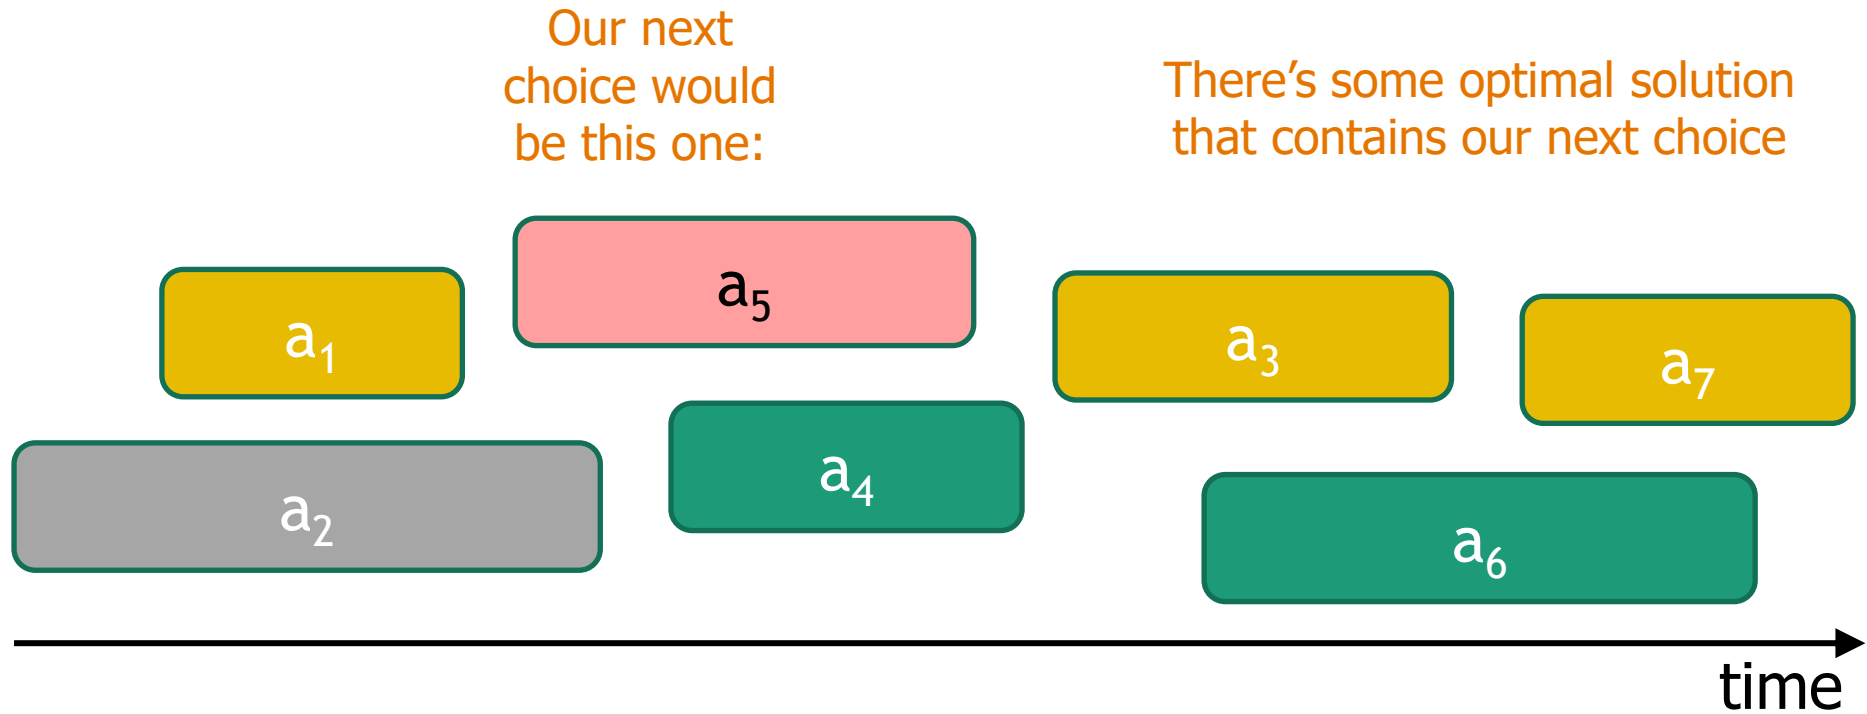 Our next
choice would
be this one:
There’s some optimal solution
that contains our next choice
a₅
a₁
a₃
a₇
a₄
a₂
a₆
time